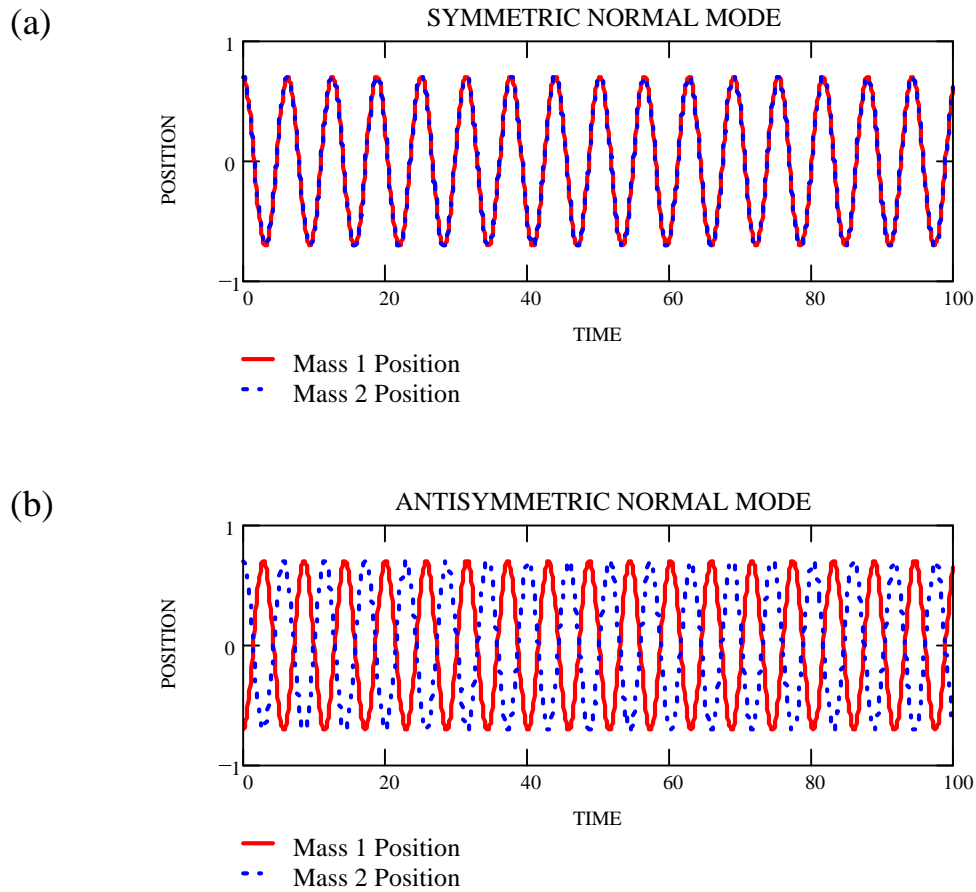 (a)
SYMMETRIC NORMAL MODE
1
0
−1
POSITION
0 20 40 60 80 100
TIME
Mass 1 Position
Mass 2 Position
(b)
ANTISYMMETRIC NORMAL MODE
1
0
−1
POSITION
0 20 40 60 80 100
TIME
Mass 1 Position
Mass 2 Position